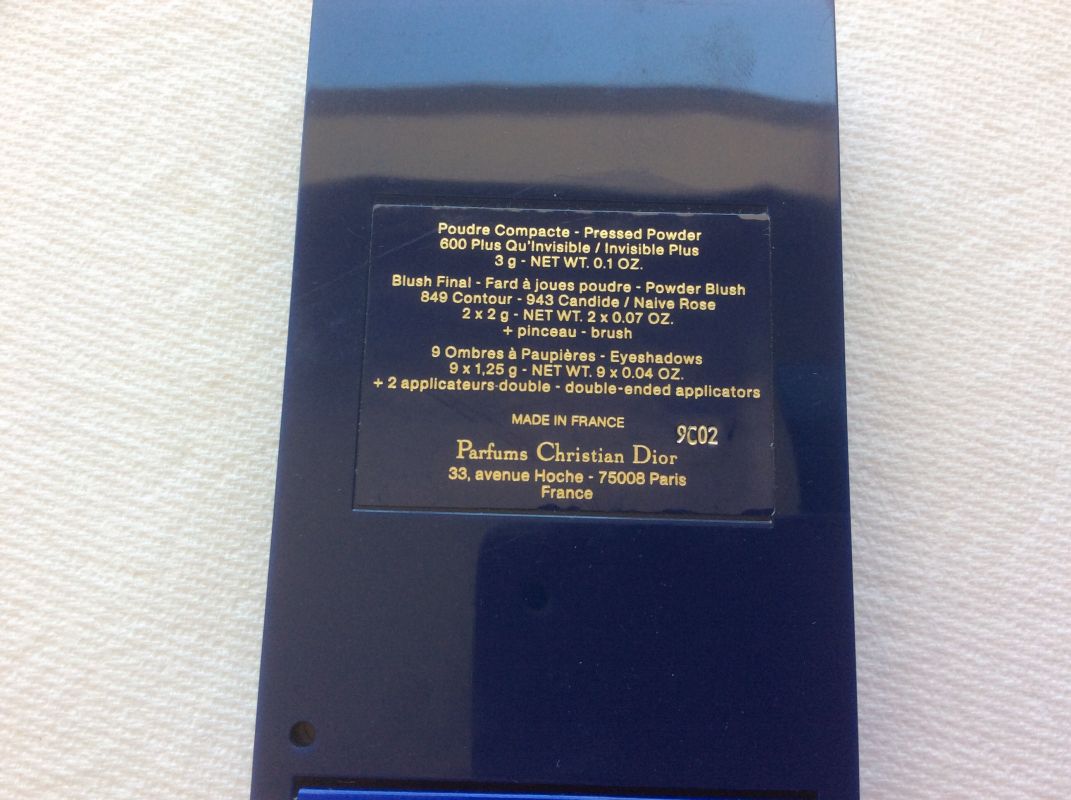 Poudre Compacte - Pressed Powder
600 Plus Qu'Invisible / Invisible Plus
3 g - NET WT. 0.1 OZ.
Blush Final - Fard à joues poudre - Powder Blush
849 Contour - 943 Candide / Naive Rose
2 x 2 g - NET WT. 2 x 0.07 OZ.
+ pinceau - brush
9 Ombres à Paupières - Eyeshadows
9 x 1,25 g - NET WT. 9 x 0.04 OZ.
+ 2 applicateurs-double - double-ended applicators
MADE IN FRANCE
9C02
Parfums Christian Dior
33, avenue Hoche - 75008 Paris
France